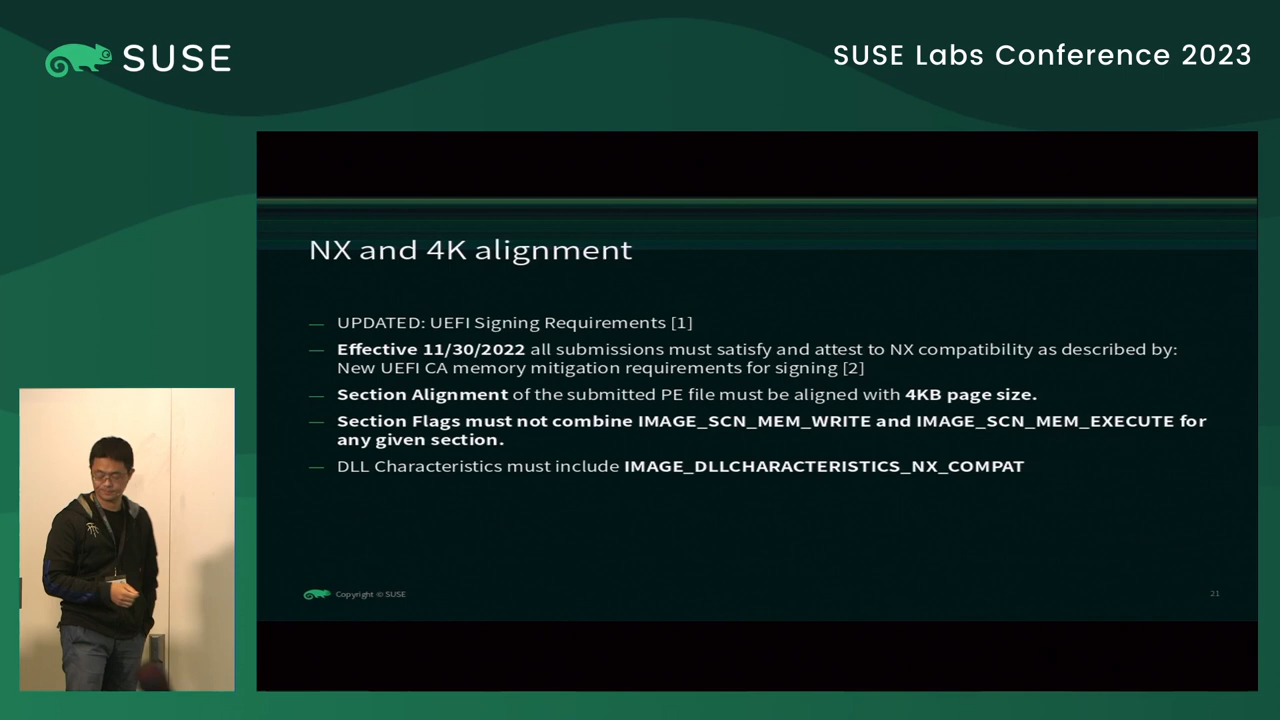 SUSE
SUSE Labs Conference 2023
NX and 4K alignment
— UPDATED: UEFI Signing Requirements [1]
— Effective 11/30/2022 all submissions must satisfy and attest to NX compatibility as described by:
New UEFI CA memory mitigation requirements for signing [2]
— Section Alignment of the submitted PE file must be aligned with 4KB page size.
— Section Flags must not combine IMAGE_SCN_MEM_WRITE and IMAGE_SCN_MEM_EXECUTE for
any given section.
— DLL Characteristics must include IMAGE_DLLCHARACTERISTICS_NX_COMPAT
Copyright © SUSE
21